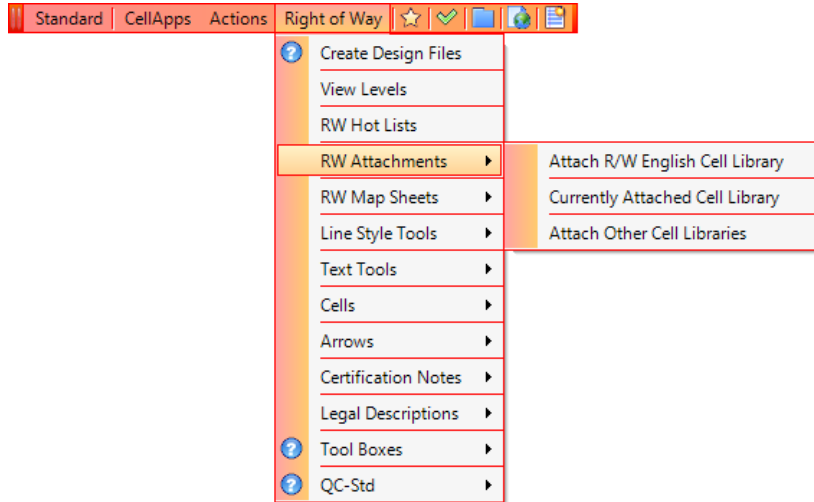 Standard CellApps Actions Right of Way
Create Design Files
View Levels
RW Hot Lists
RW Attachments Attach R/W English Cell Library
RW Map Sheets Currently Attached Cell Library
Line Style Tools Attach Other Cell Libraries
Text Tools
Cells
Arrows
Certification Notes
Legal Descriptions
Tool Boxes
QC-Std